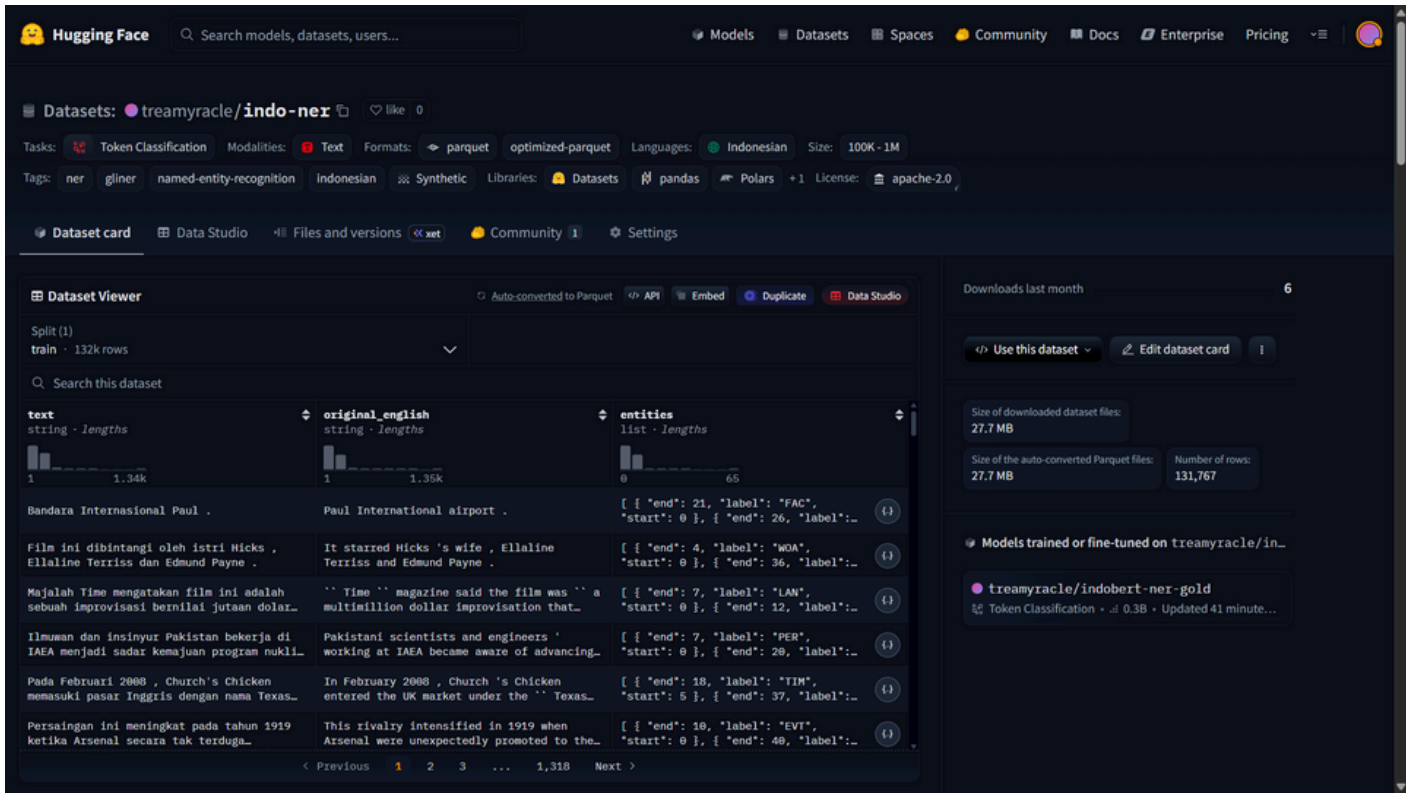 Hugging Face
Search models, datasets, users...
Models Datasets Spaces Community Docs Enterprise Pricing
Datasets: treamyracle/indo-ner like 0
Tasks: Token Classification Modalities: Text Formats: parquet optimized-parquet Languages: Indonesian Size: 100K - 1M
Tags: ner gliner named-entity-recognition indonesian Synthetic Libraries: Datasets pandas Polars +1 License: apache-2.0
Dataset card Data Studio Files and versions xet Community 1 Settings
Dataset Viewer Auto-converted to Parquet </> API Embed Duplicate Data Studio
Split (1)
train · 132k rows
Search this dataset
text original_english entities
string · lengths string · lengths list · lengths
1 1.34k 1 1.35k 0 65
Bandara Internasional Paul . Paul International airport . [ { "end": 21, "label": "FAC", "start": 0 }, { "end": 26, "label":…
Film ini dibintangi oleh istri Hicks , Ellaline Terriss dan Edmund Payne . It starred Hicks 's wife , Ellaline Terriss and Edmund Payne . [ { "end": 4, "label": "WOA", "start": 0 }, { "end": 36, "label":…
Majalah Time mengatakan film ini adalah sebuah improvisasi bernilai jutaan dolar… `` Time `` magazine said the film was `` a multimillion dollar improvisation that… [ { "end": 7, "label": "LAN", "start": 0 }, { "end": 12, "label":…
Ilmuwan dan insinyur Pakistan bekerja di IAEA menjadi sadar kemajuan program nukli… Pakistani scientists and engineers ' working at IAEA became aware of advancing… [ { "end": 7, "label": "PER", "start": 0 }, { "end": 20, "label":…
Pada Februari 2008 , Church's Chicken memasuki pasar Inggris dengan nama Texas… In February 2008 , Church 's Chicken entered the UK market under the `` Texas… [ { "end": 18, "label": "TIM", "start": 5 }, { "end": 37, "label":…
Persaingan ini meningkat pada tahun 1919 ketika Arsenal secara tak terduga… This rivalry intensified in 1919 when Arsenal were unexpectedly promoted to the… [ { "end": 10, "label": "EVT", "start": 0 }, { "end": 40, "label":…
< Previous 1 2 3 ... 1,318 Next >
Downloads last month 6
</> Use this dataset Edit dataset card
Size of downloaded dataset files:
27.7 MB
Size of the auto-converted Parquet files: Number of rows:
27.7 MB 131,767
Models trained or fine-tuned on treamyracle/in…
treamyracle/indobert-ner-gold
Token Classification • 0.3B • Updated 41 minute…